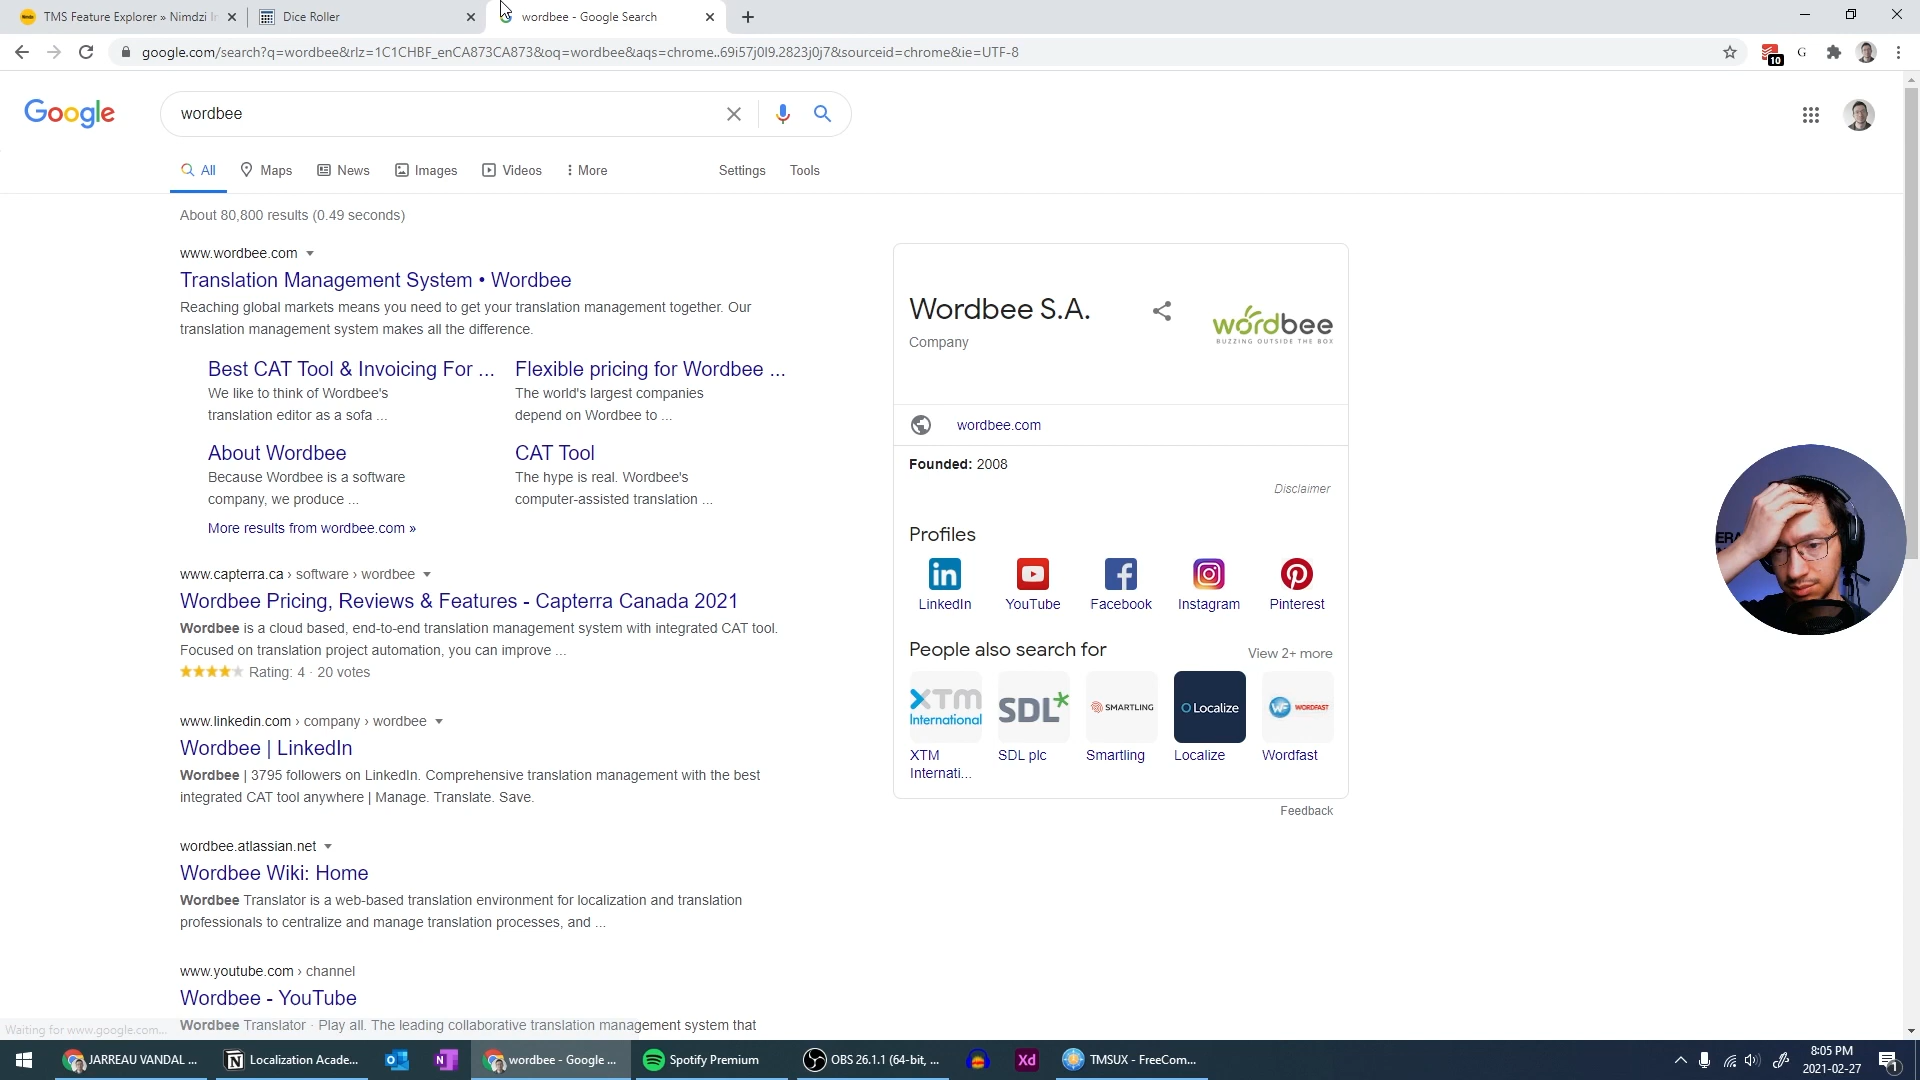 TMS Feature Explorer » Nimdzi In
Dice Roller
wordbee - Google Search
google.com/search?q=wordbee&rlz=1C1CHBF_enCA873CA873&oq=wordbee&aqs=chrome..69i57j0l9.2823j0j7&sourceid=chrome&ie=UTF-8
10
G
Google
wordbee
All
Maps
News
Images
Videos
More
Settings
Tools
About 80,800 results (0.49 seconds)
www.wordbee.com
Translation Management System • Wordbee
Reaching global markets means you need to get your translation management together. Our
translation management system makes all the difference.
Best CAT Tool & Invoicing For ...
We like to think of Wordbee's
translation editor as a sofa ...
Flexible pricing for Wordbee ...
The world's largest companies
depend on Wordbee to ...
About Wordbee
Because Wordbee is a software
company, we produce ...
CAT Tool
The hype is real. Wordbee's
computer-assisted translation ...
More results from wordbee.com »
www.capterra.ca › software › wordbee
Wordbee Pricing, Reviews & Features - Capterra Canada 2021
Wordbee is a cloud based, end-to-end translation management system with integrated CAT tool.
Focused on translation project automation, you can improve ...
Rating: 4 · 20 votes
www.linkedin.com › company › wordbee
Wordbee | LinkedIn
Wordbee | 3795 followers on LinkedIn. Comprehensive translation management with the best
integrated CAT tool anywhere | Manage. Translate. Save.
wordbee.atlassian.net
Wordbee Wiki: Home
Wordbee Translator is a web-based translation environment for localization and translation
professionals to centralize and manage translation processes, and ...
www.youtube.com › channel
Wordbee - YouTube
Wordbee Translator · Play all. The leading collaborative translation management system that
Waiting for www.google.com...
Wordbee S.A.
Company
wordbee
BUZZING OUTSIDE THE BOX
wordbee.com
Founded: 2008
Disclaimer
Profiles
LinkedIn
YouTube
Facebook
Instagram
Pinterest
People also search for
View 2+ more
XTM
International
SDL
SMARTLING
Localize
WF WORDFAST
XTM
Internati...
SDL plc
Smartling
Localize
Wordfast
Feedback
ERA
JARREAU VANDAL ...
Localization Acade...
wordbee - Google ...
Spotify Premium
OBS 26.1.1 (64-bit, ...
Xd
TMSUX - FreeCom...
8:05 PM
2021-02-27
1